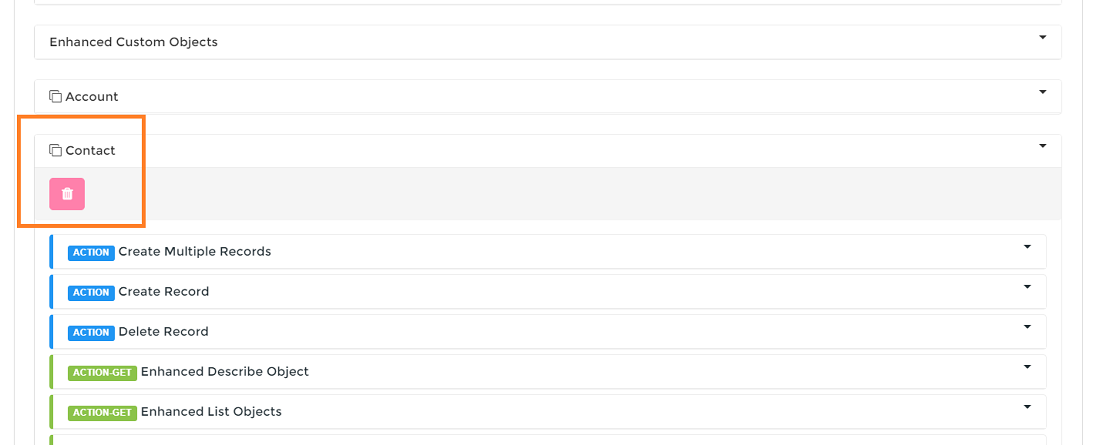 Enhanced Custom Objects
Account
Contact
ACTION Create Multiple Records
ACTION Create Record
ACTION Delete Record
ACTION-GET Enhanced Describe Object
ACTION-GET Enhanced List Objects